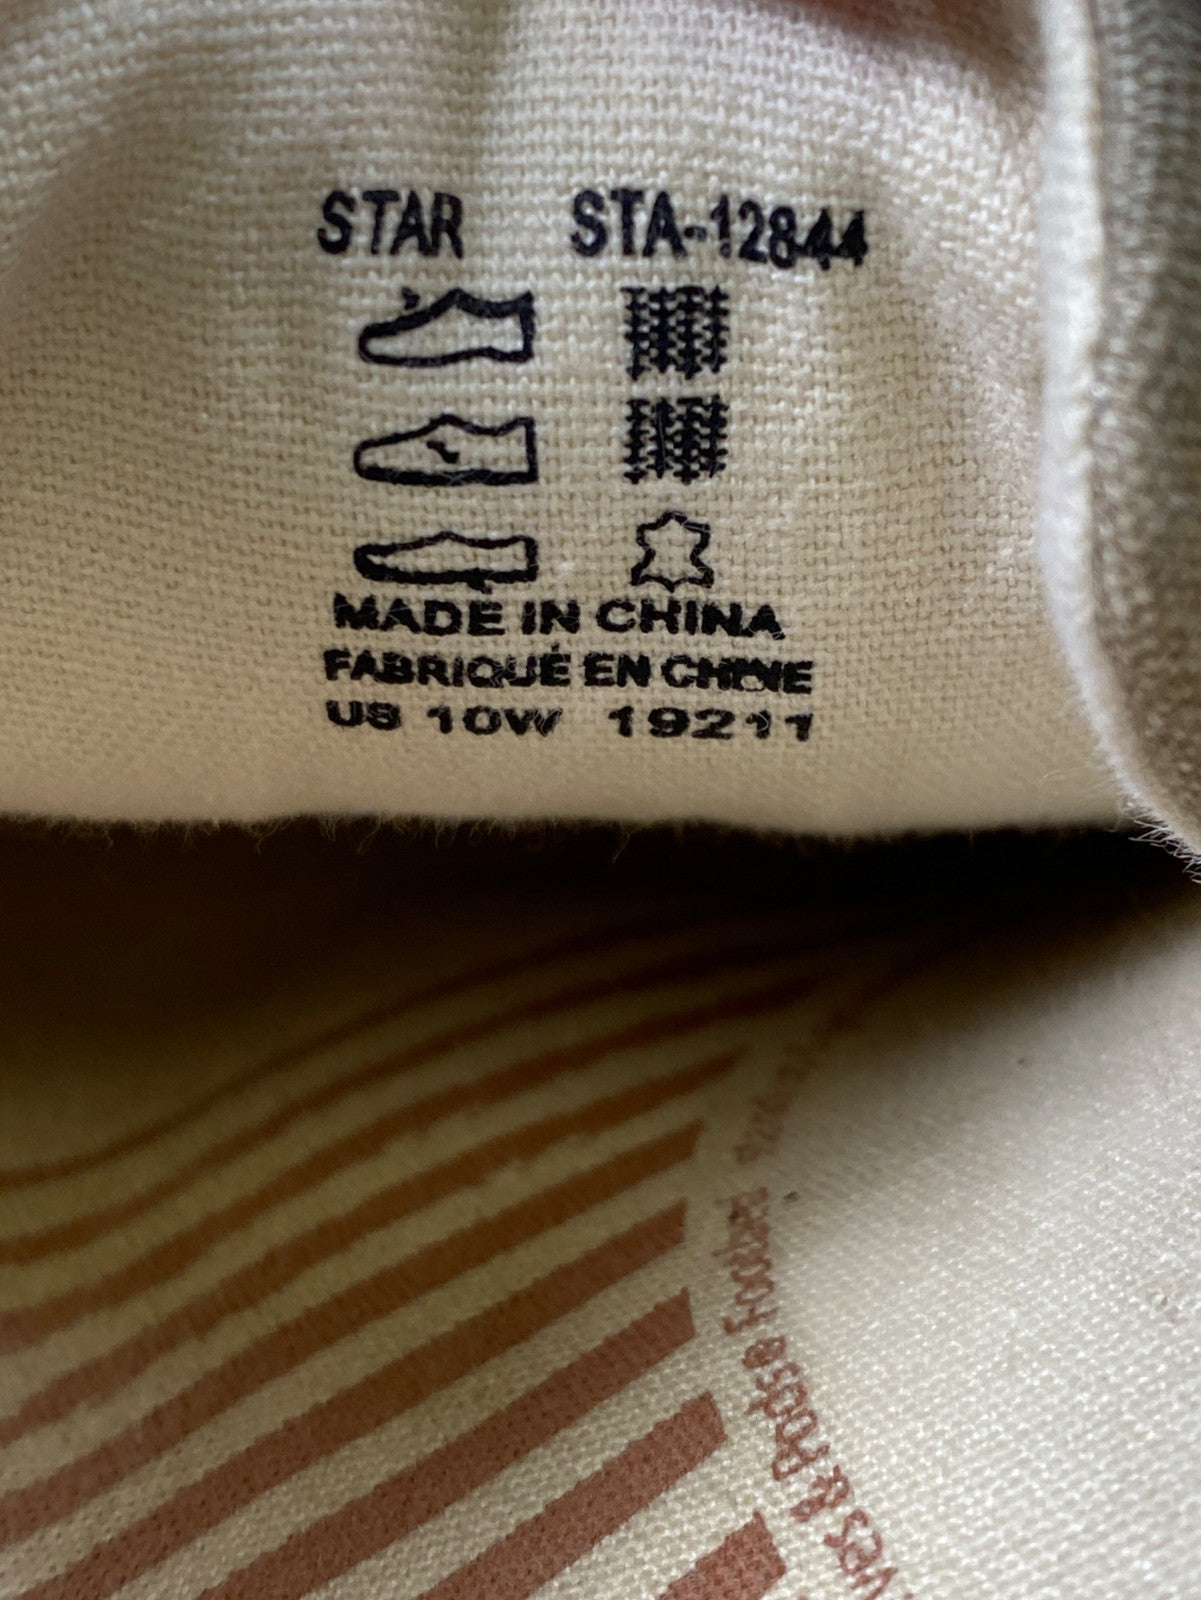 STAR STA-12844
MADE IN CHINA
FABRIQUÉ EN CHINE
US 10W 19211